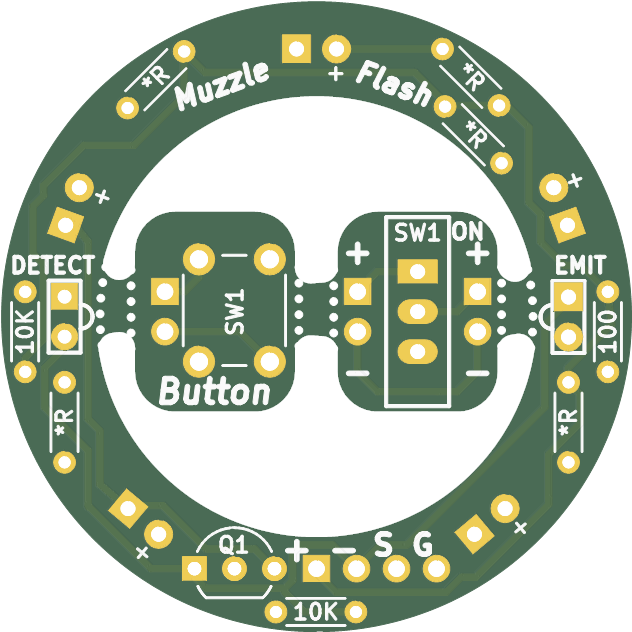 *R
Muzzle
+
Flash
*R
*R
+
+
DETECT
+
SW1
ON
+
EMIT
10K
SW1
100
-
-
Button
*R
*R
+
Q1
+ - S G
+
10K